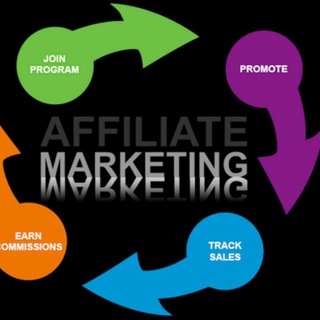 JOIN
PROGRAM
PROMOTE
AFFILIATE
MARKETING
EARN
COMMISSIONS
TRACK
SALES